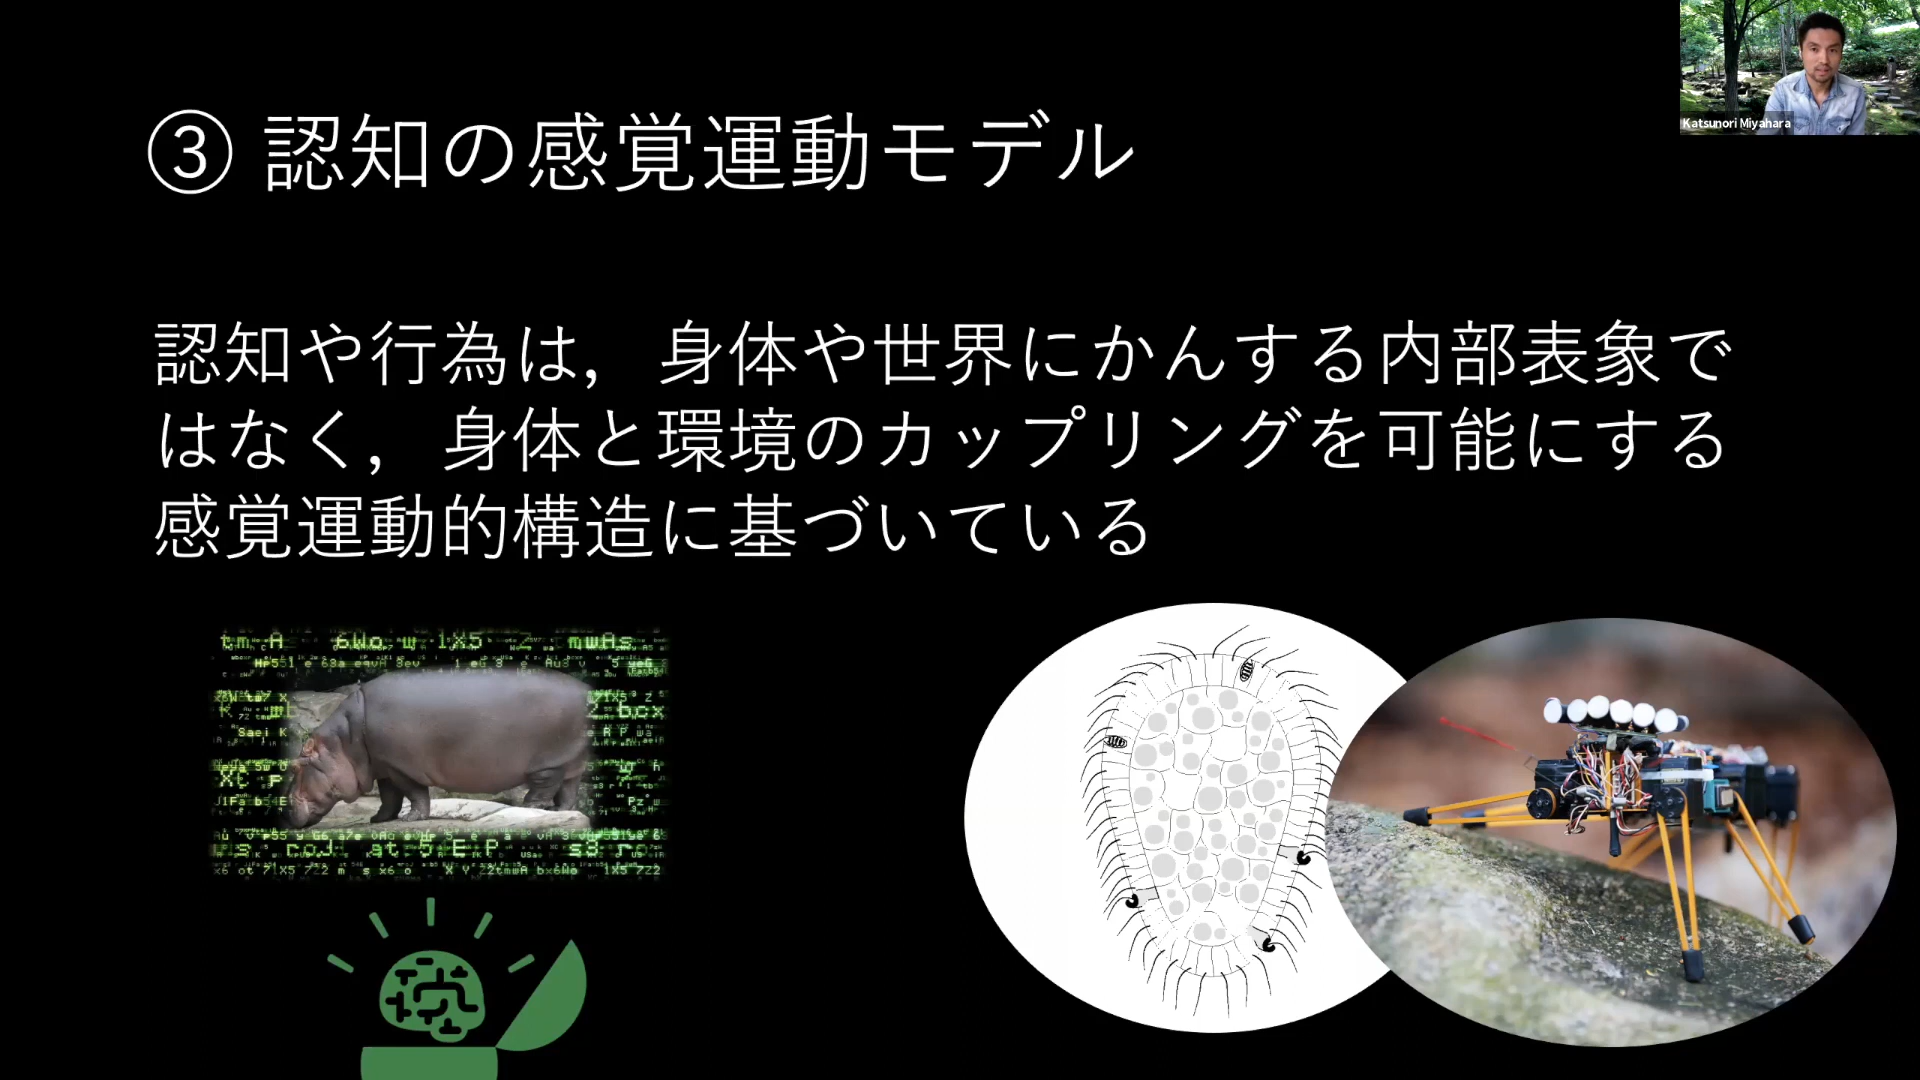 ③ 認知の感覚運動モデル
認知や行為は，身体や世界にかんする内部表象で
はなく，身体と環境のカップリングを可能にする
感覚運動的構造に基づいている
Katsunori Miyahara